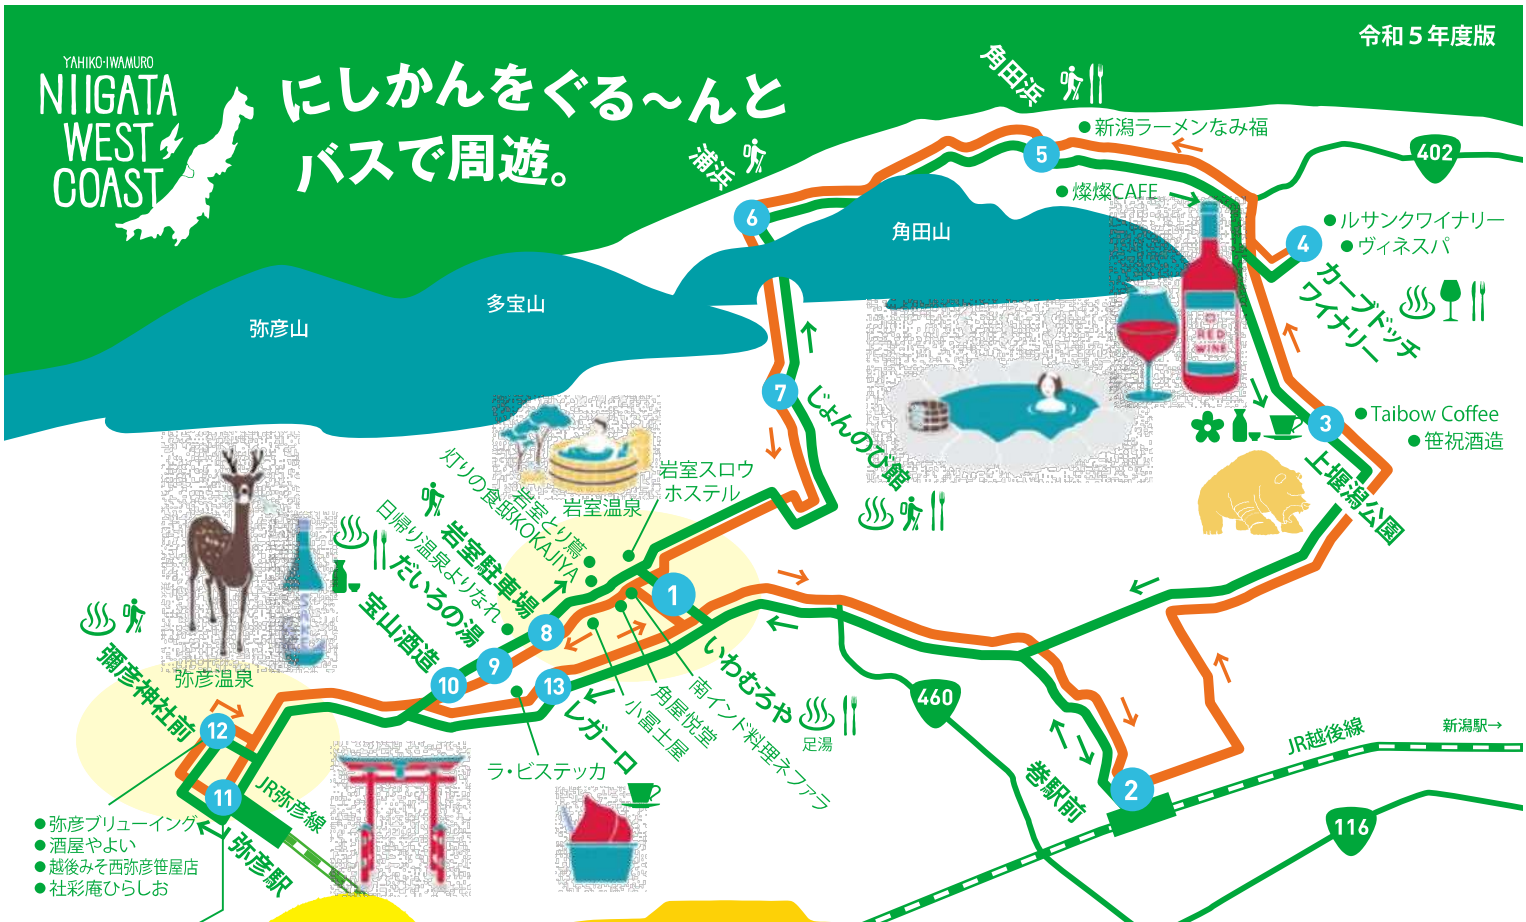 令和5年度版
YAHIKO・IWAMURO
NIIGATA
WEST
COAST
にしかんをぐる〜んと
バスで周遊。
角田浜
新潟ラーメンなみ福
浦浜
燦燦CAFE
402
5
6
4
ルサンクワイナリー
ヴィネスパ
カーブドッチ
ワイナリー
角田山
多宝山
弥彦山
RED
WINE
7
じょんのび館
3
Taibow Coffee
笹祝酒造
上堰潟公園
岩室スロウ
ホステル
岩室温泉
灯りの食邸KOKAJIYA
岩室とり蔦
岩室駐車場
日帰り温泉よりなれ
だいろの湯
宝山酒造
1
8
9
10
13
いわむろや
足湯
南インド料理ネファラ
角屋悦堂
小冨士屋
レガーロ
ラ・ビステッカ
弥彦温泉
彌彦神社前
12
11
JR弥彦線
弥彦駅
弥彦ブリューイング
酒屋やよい
越後みそ西弥彦笹屋店
社彩庵ひらしお
460
巻駅前
2
JR越後線
新潟駅→
116